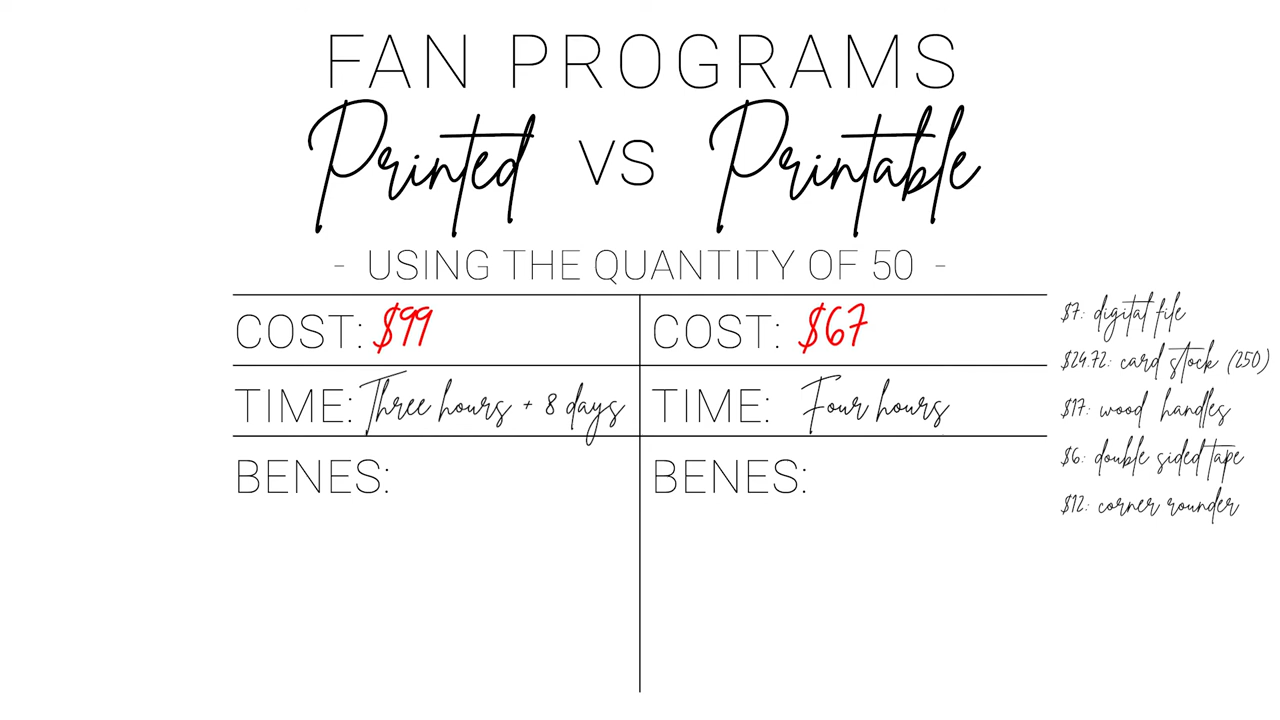 FAN PROGRAMS
Printed VS Printable
- USING THE QUANTITY OF 50 -
COST: $99
COST: $67
TIME: Three hours + 8 days
TIME: Four hours
BENES:
BENES:
$7: digital file
$24.72: card stock (250)
$17: wood handles
$6: double sided tape
$12: corner rounder